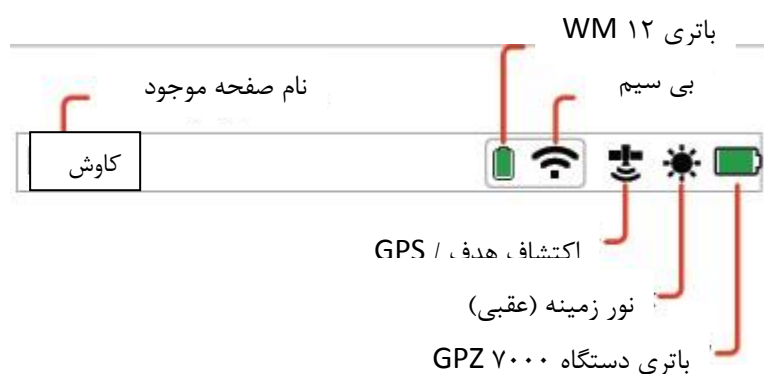 باتری WM ۱۲
بی سیم
نام صفحه موجود
کاوش
اکتشاف هدف / GPS
نور زمینه (عقبی)
باتری دستگاه GPZ ۷۰۰۰